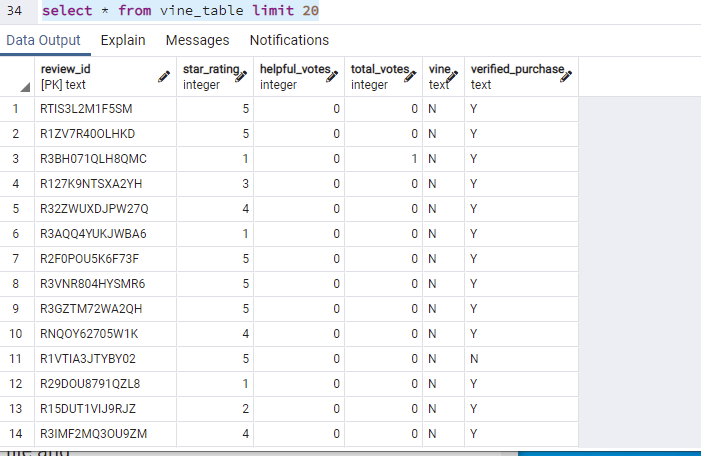 34 select * from vine_table limit 20
Data Output Explain Messages Notifications
review_id star_rating helpful_votes total_votes vine verified_purchase
[PK] text integer integer integer text text
1 RTIS3L2M1F5SM 5 0 0 N Y
2 R1ZV7R40OLHKD 5 0 0 N Y
3 R3BH071QLH8QMC 1 0 1 N Y
4 R127K9NTSXA2YH 3 0 0 N Y
5 R32ZWUXDJPW27Q 4 0 0 N Y
6 R3AQQ4YUKJWBA6 1 0 0 N Y
7 R2F0POU5K6F73F 5 0 0 N Y
8 R3VNR804HYSMR6 5 0 0 N Y
9 R3GZTM72WA2QH 5 0 0 N Y
10 RNQOY62705W1K 4 0 0 N Y
11 R1VTIA3JTYBY02 5 0 0 N N
12 R29DOU8791QZL8 1 0 0 N Y
13 R15DUT1VIJ9RJZ 2 0 0 N Y
14 R3IMF2MQ3OU9ZM 4 0 0 N Y